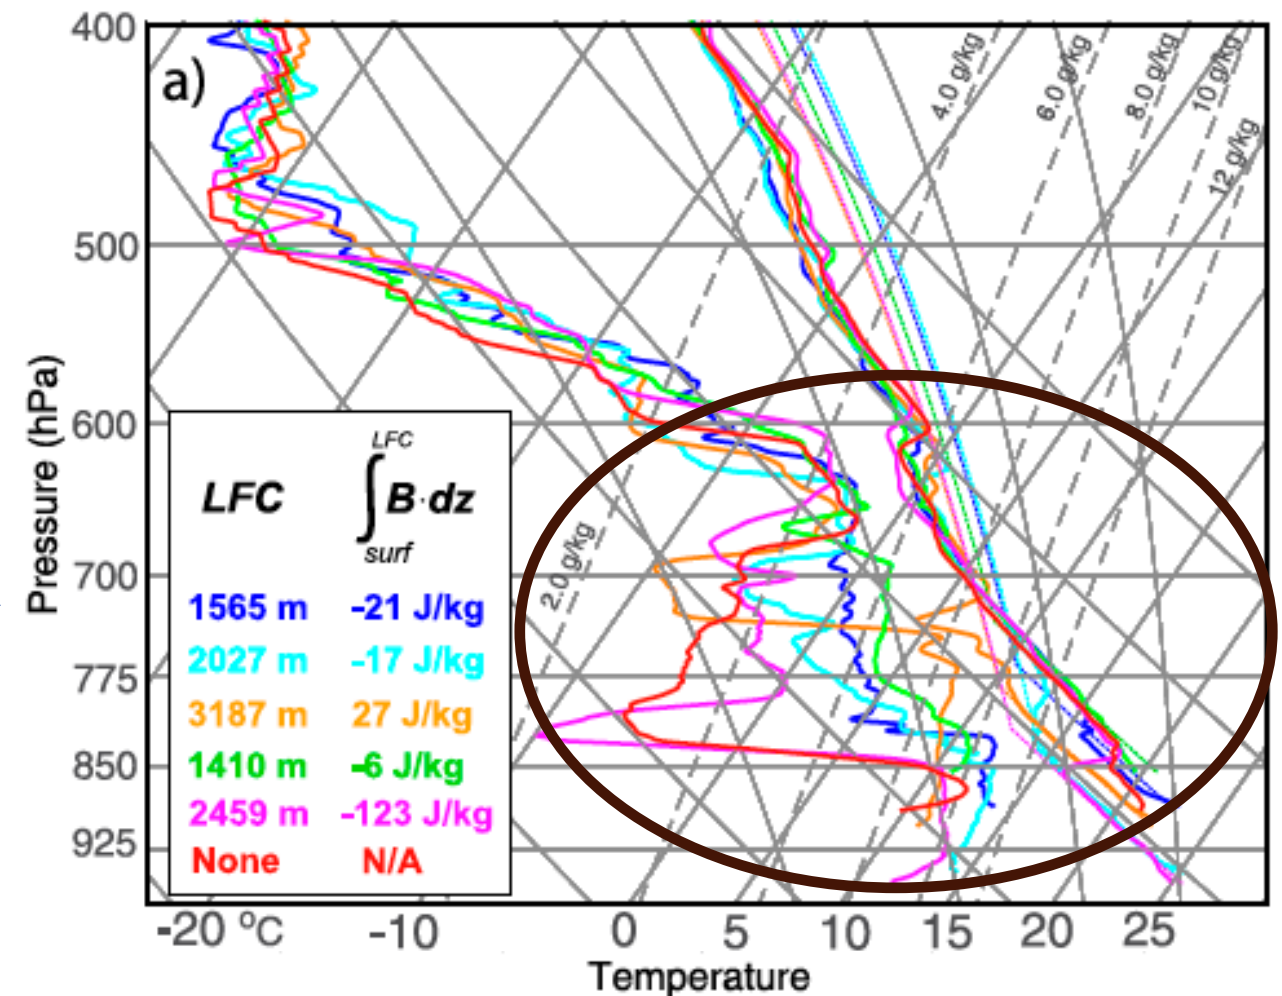 400
a)
4.0 g/kg
6.0 g/kg
8.0 g/kg
10 g/kg
12 g/kg
500
600
700
775
850
925
Pressure (hPa)
2.0 g/kg
LFC ∫ B·dz
LFC
surf
1565 m -21 J/kg
2027 m -17 J/kg
3187 m 27 J/kg
1410 m -6 J/kg
2459 m -123 J/kg
None N/A
-20 ºC -10 0 5 10 15 20 25
Temperature